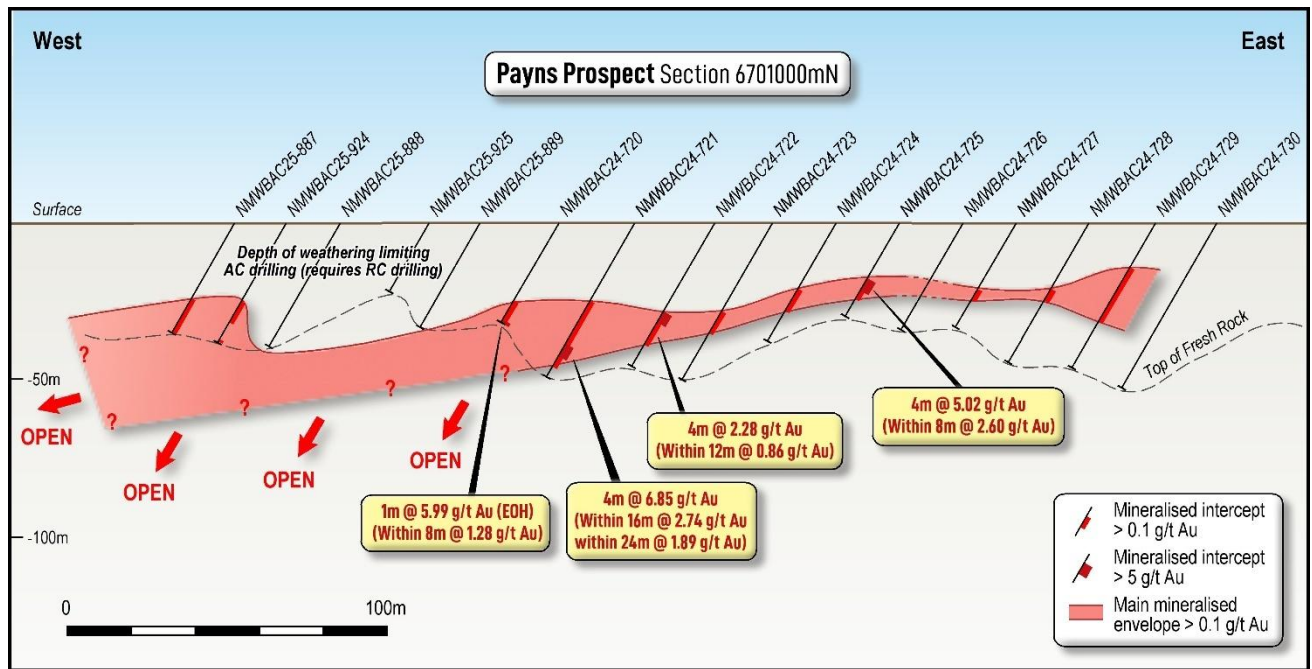 West
East
Payns Prospect Section 6701000mN
NMWBAC25-887
NMWBAC25-924
NMWBAC25-888
NMWBAC25-925
NMWBAC25-889
NMWBAC24-720
NMWBAC24-721
NMWBAC24-722
NMWBAC24-723
NMWBAC24-724
NMWBAC24-725
NMWBAC24-726
NMWBAC24-727
NMWBAC24-728
NMWBAC24-729
NMWBAC24-730
Surface
Depth of weathering limiting
AC drilling (requires RC drilling)
Top of Fresh Rock
?
?
?
?
?
-50m
OPEN
OPEN
OPEN
OPEN
4m @ 5.02 g/t Au
(Within 8m @ 2.60 g/t Au)
4m @ 2.28 g/t Au
(Within 12m @ 0.86 g/t Au)
1m @ 5.99 g/t Au (EOH)
(Within 8m @ 1.28 g/t Au)
4m @ 6.85 g/t Au
(Within 16m @ 2.74 g/t Au
within 24m @ 1.89 g/t Au)
-100m
0
100m
Mineralised intercept
> 0.1 g/t Au
Mineralised intercept
> 5 g/t Au
Main mineralised
envelope > 0.1 g/t Au